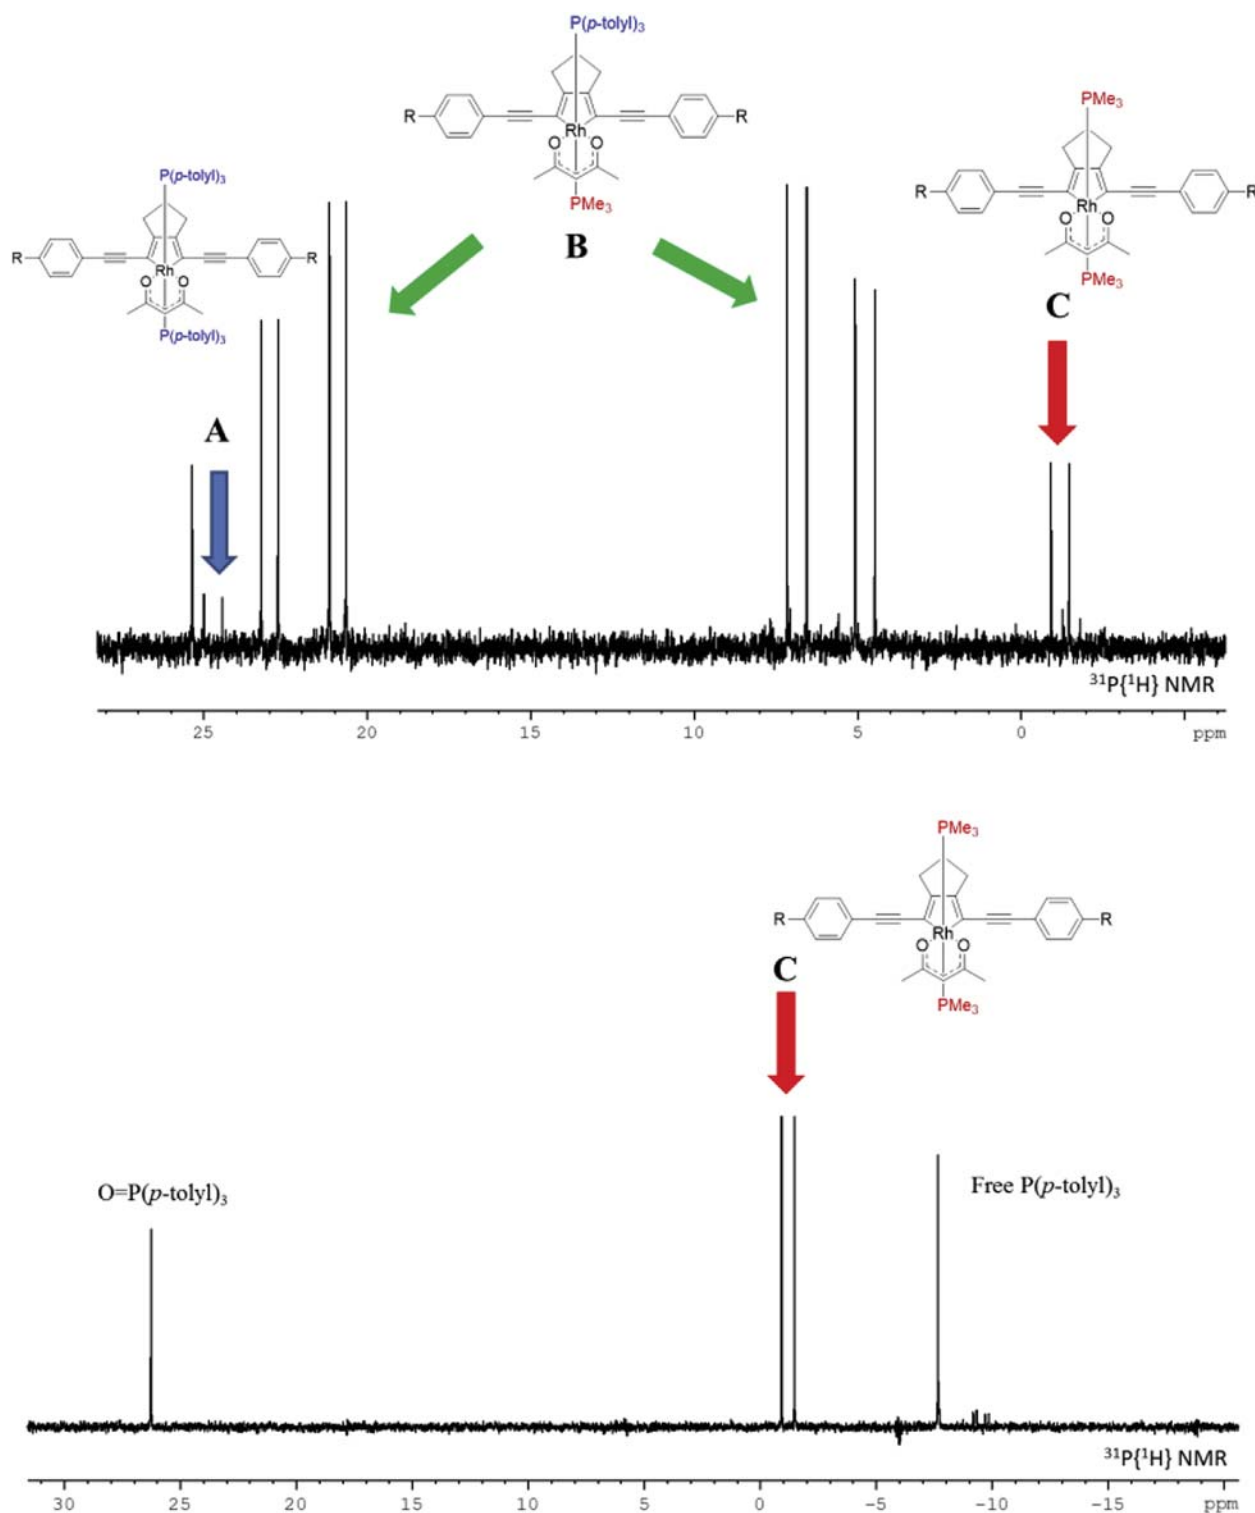 P(p-tolyl)₃
R
R
Rh
O
O
PMe₃
B
PMe₃
R
R
Rh
O
O
PMe₃
C
P(p-tolyl)₃
R
R
Rh
O
O
P(p-tolyl)₃
A
³¹P{¹H} NMR
25 20 15 10 5 0 ppm
PMe₃
R
R
Rh
O
O
PMe₃
C
O=P(p-tolyl)₃
Free P(p-tolyl)₃
³¹P{¹H} NMR
30 25 20 15 10 5 0 -5 -10 -15 ppm